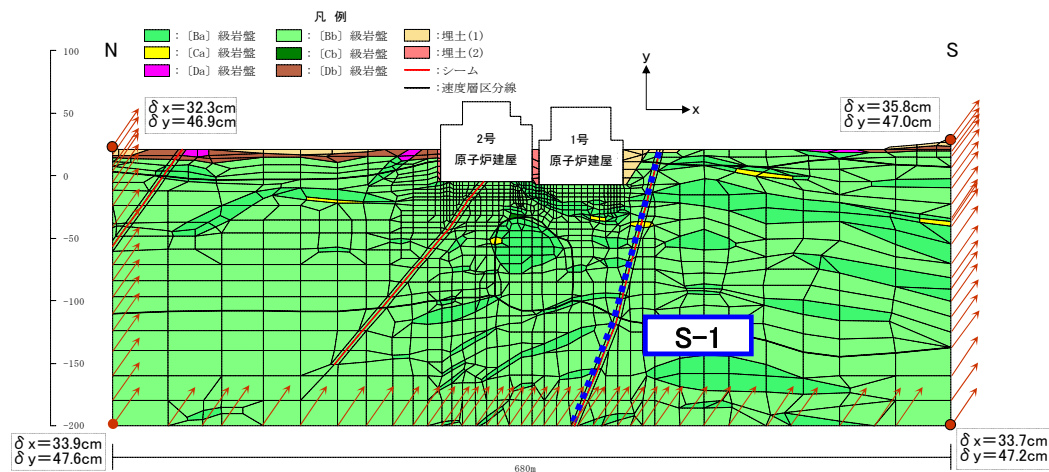 凡 例
:〔Ba〕級岩盤 :〔Bb〕級岩盤 :埋土(1)
:〔Ca〕級岩盤 :〔Cb〕級岩盤 :埋土(2)
:〔Da〕級岩盤 :〔Db〕級岩盤 :シーム
:速度層区分線
N
S
y
x
100
50
0
-50
-100
-150
-200
δx=32.3cm
δy=46.9cm
δx=35.8cm
δy=47.0cm
2号
原子炉建屋
1号
原子炉建屋
S-1
δx=33.9cm
δy=47.6cm
δx=33.7cm
δy=47.2cm
680m